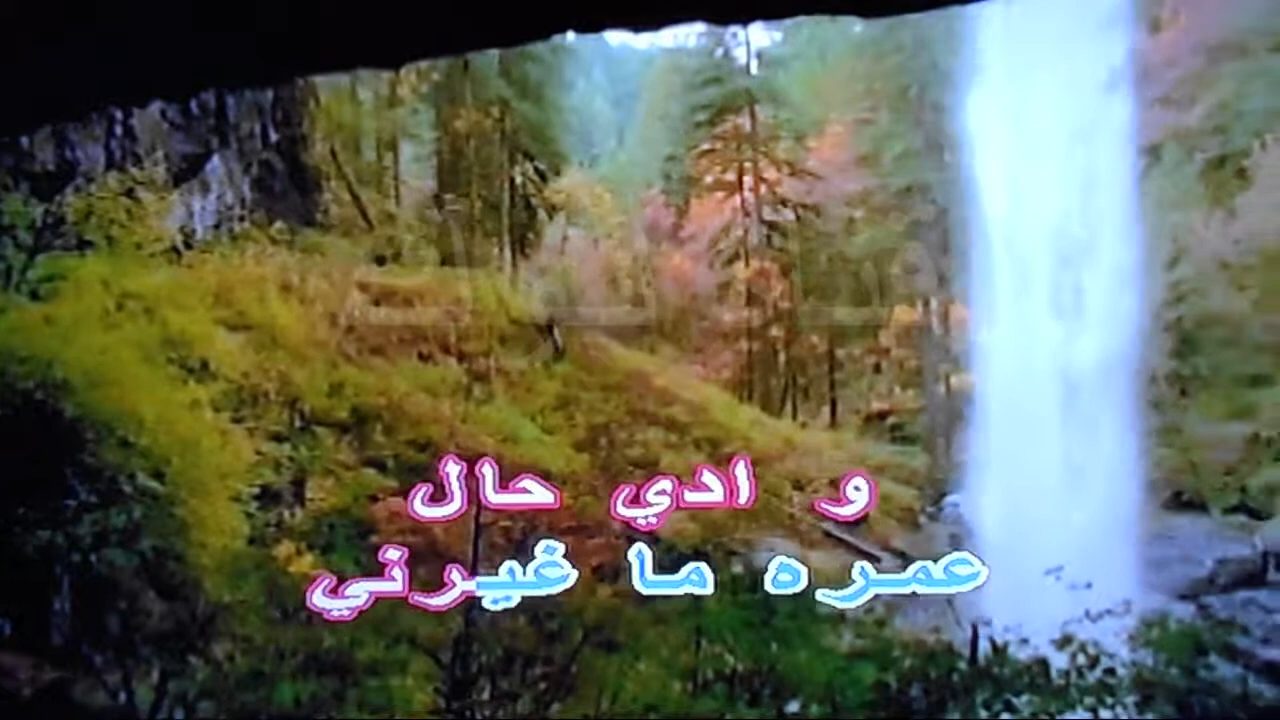 و ادي حال
عمره ما غيرني